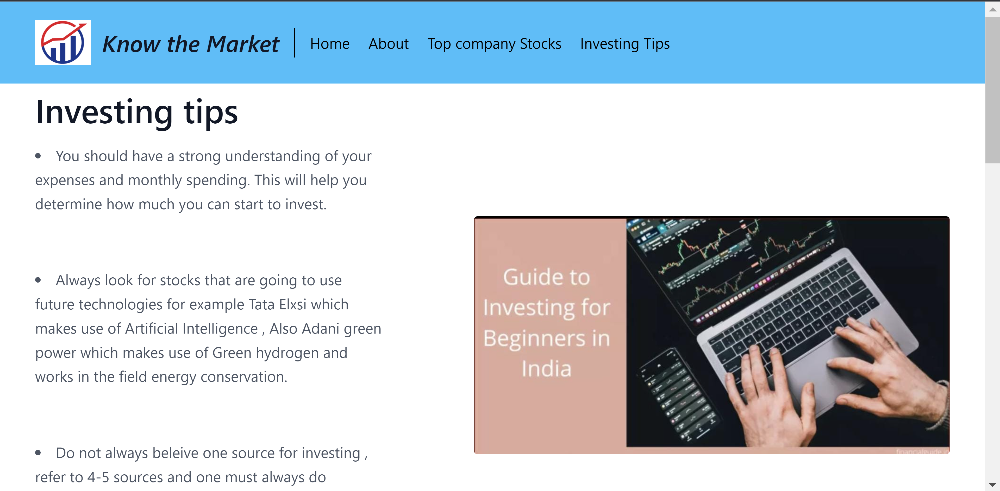 Know the Market
Home
About
Top company Stocks
Investing Tips
Investing tips
• You should have a strong understanding of your
expenses and monthly spending. This will help you
determine how much you can start to invest.
• Always look for stocks that are going to use
future technologies for example Tata Elxsi which
makes use of Artificial Intelligence , Also Adani green
power which makes use of Green hydrogen and
works in the field energy conservation.
• Do not always beleive one source for investing ,
refer to 4-5 sources and one must always do
Guide to
Investing for
Beginners in
India
financialguide.in